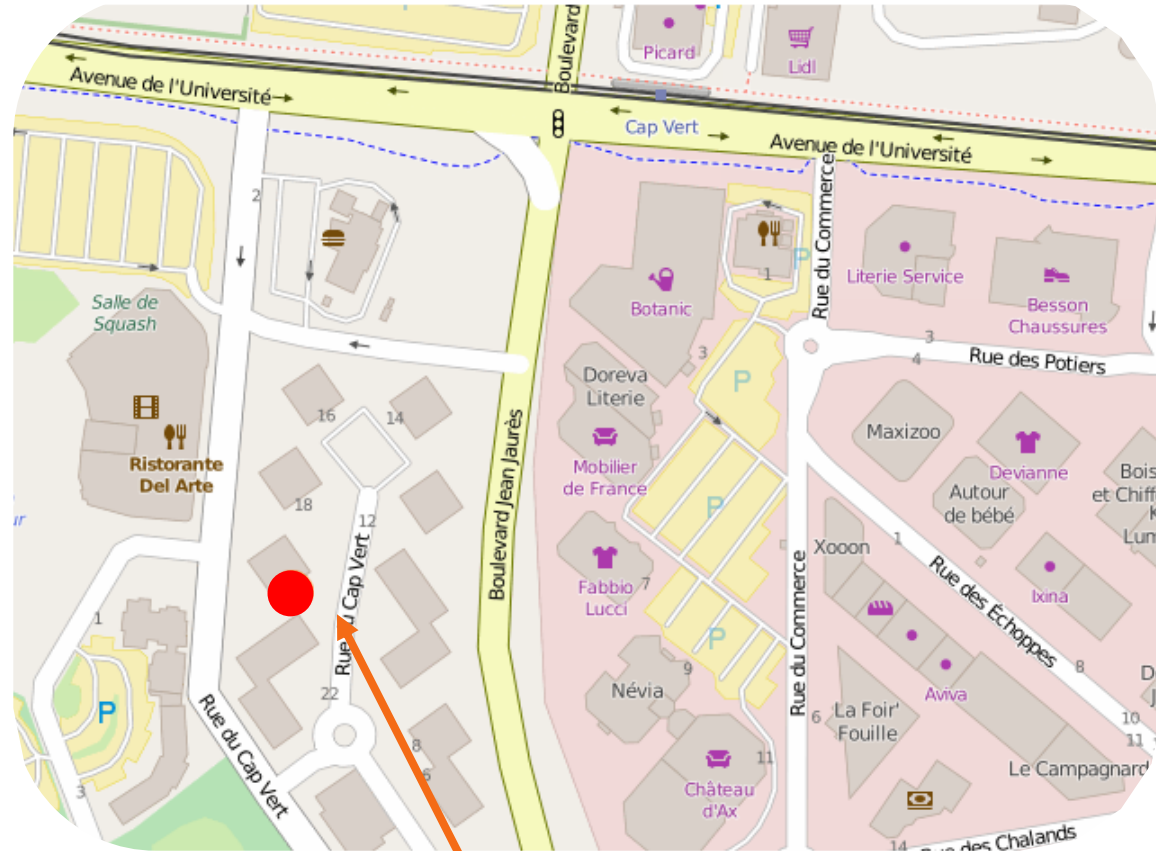 Boulevard
P
Picard
Lidl
Avenue de l'Université
Cap Vert
Avenue de l'Université
2
Rue du Commerce
1
P
Literie Service
Besson
Chaussures
Botanic
Salle de
Squash
3
3
4
Rue des Potiers
P
Doreva
Literie
16
14
Maxizoo
Boulevard Jean Jaurès
Mobilier
de France
Devianne
Ristorante
Del Arte
Autour
de bébé
Bois
et Chiff
K
Lum
18
12
P
Xooon
1
Rue du Cap Vert
Fabbio
Lucci
7
Rue des Échoppes
Ixina
Rue du Commerce
1
P
9
8
22
Névia
Aviva
D
J
Rue du Cap Vert
P
6
La Foir'
Fouille
10
11
8
6
11
Le Campagnard
3
Château
d'Ax
14
Rue des Chalands